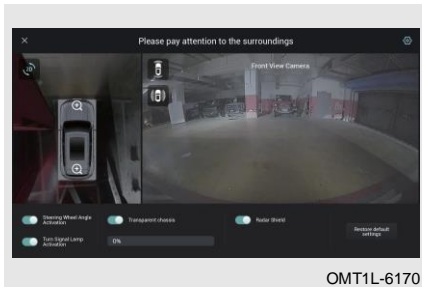 Please pay attention to the surroundings
Front View Camera
Steering Wheel Angle
Activation
Transparent chassis
Radar Shield
Turn Signal Lamp
Activation
0%
Restore default
settings
OMT1L-6170